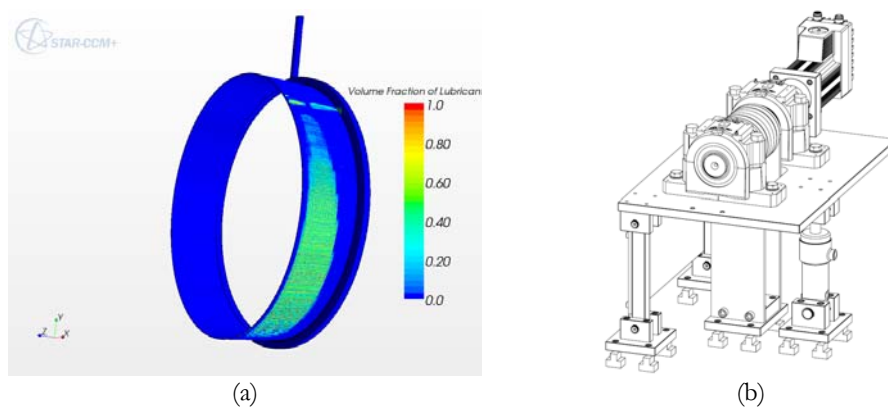 STAR-CCM+
Volume Fraction of Lubricant
1.0
0.80
0.60
0.40
0.20
0.0
Y
Z X
(a)
(b)